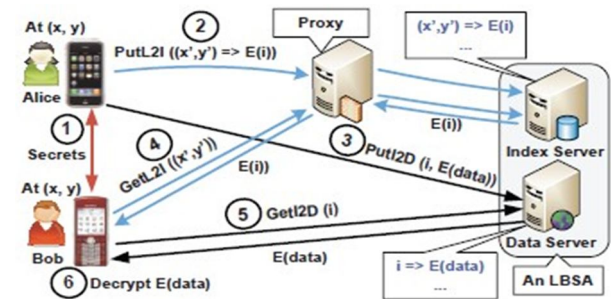 At (x, y)
Alice
2
PutL2I ((x',y') => E(i))
Proxy
(x',y') => E(i)
...
1
Secrets
4
GetL2I ((x',y'))
E(i))
E(i))
3
PutI2D (i, E(data))
Index Server
At (x, y)
Bob
5
GetI2D (i)
E(data)
Data Server
i => E(data)
...
An LBSA
6
Decrypt E(data)